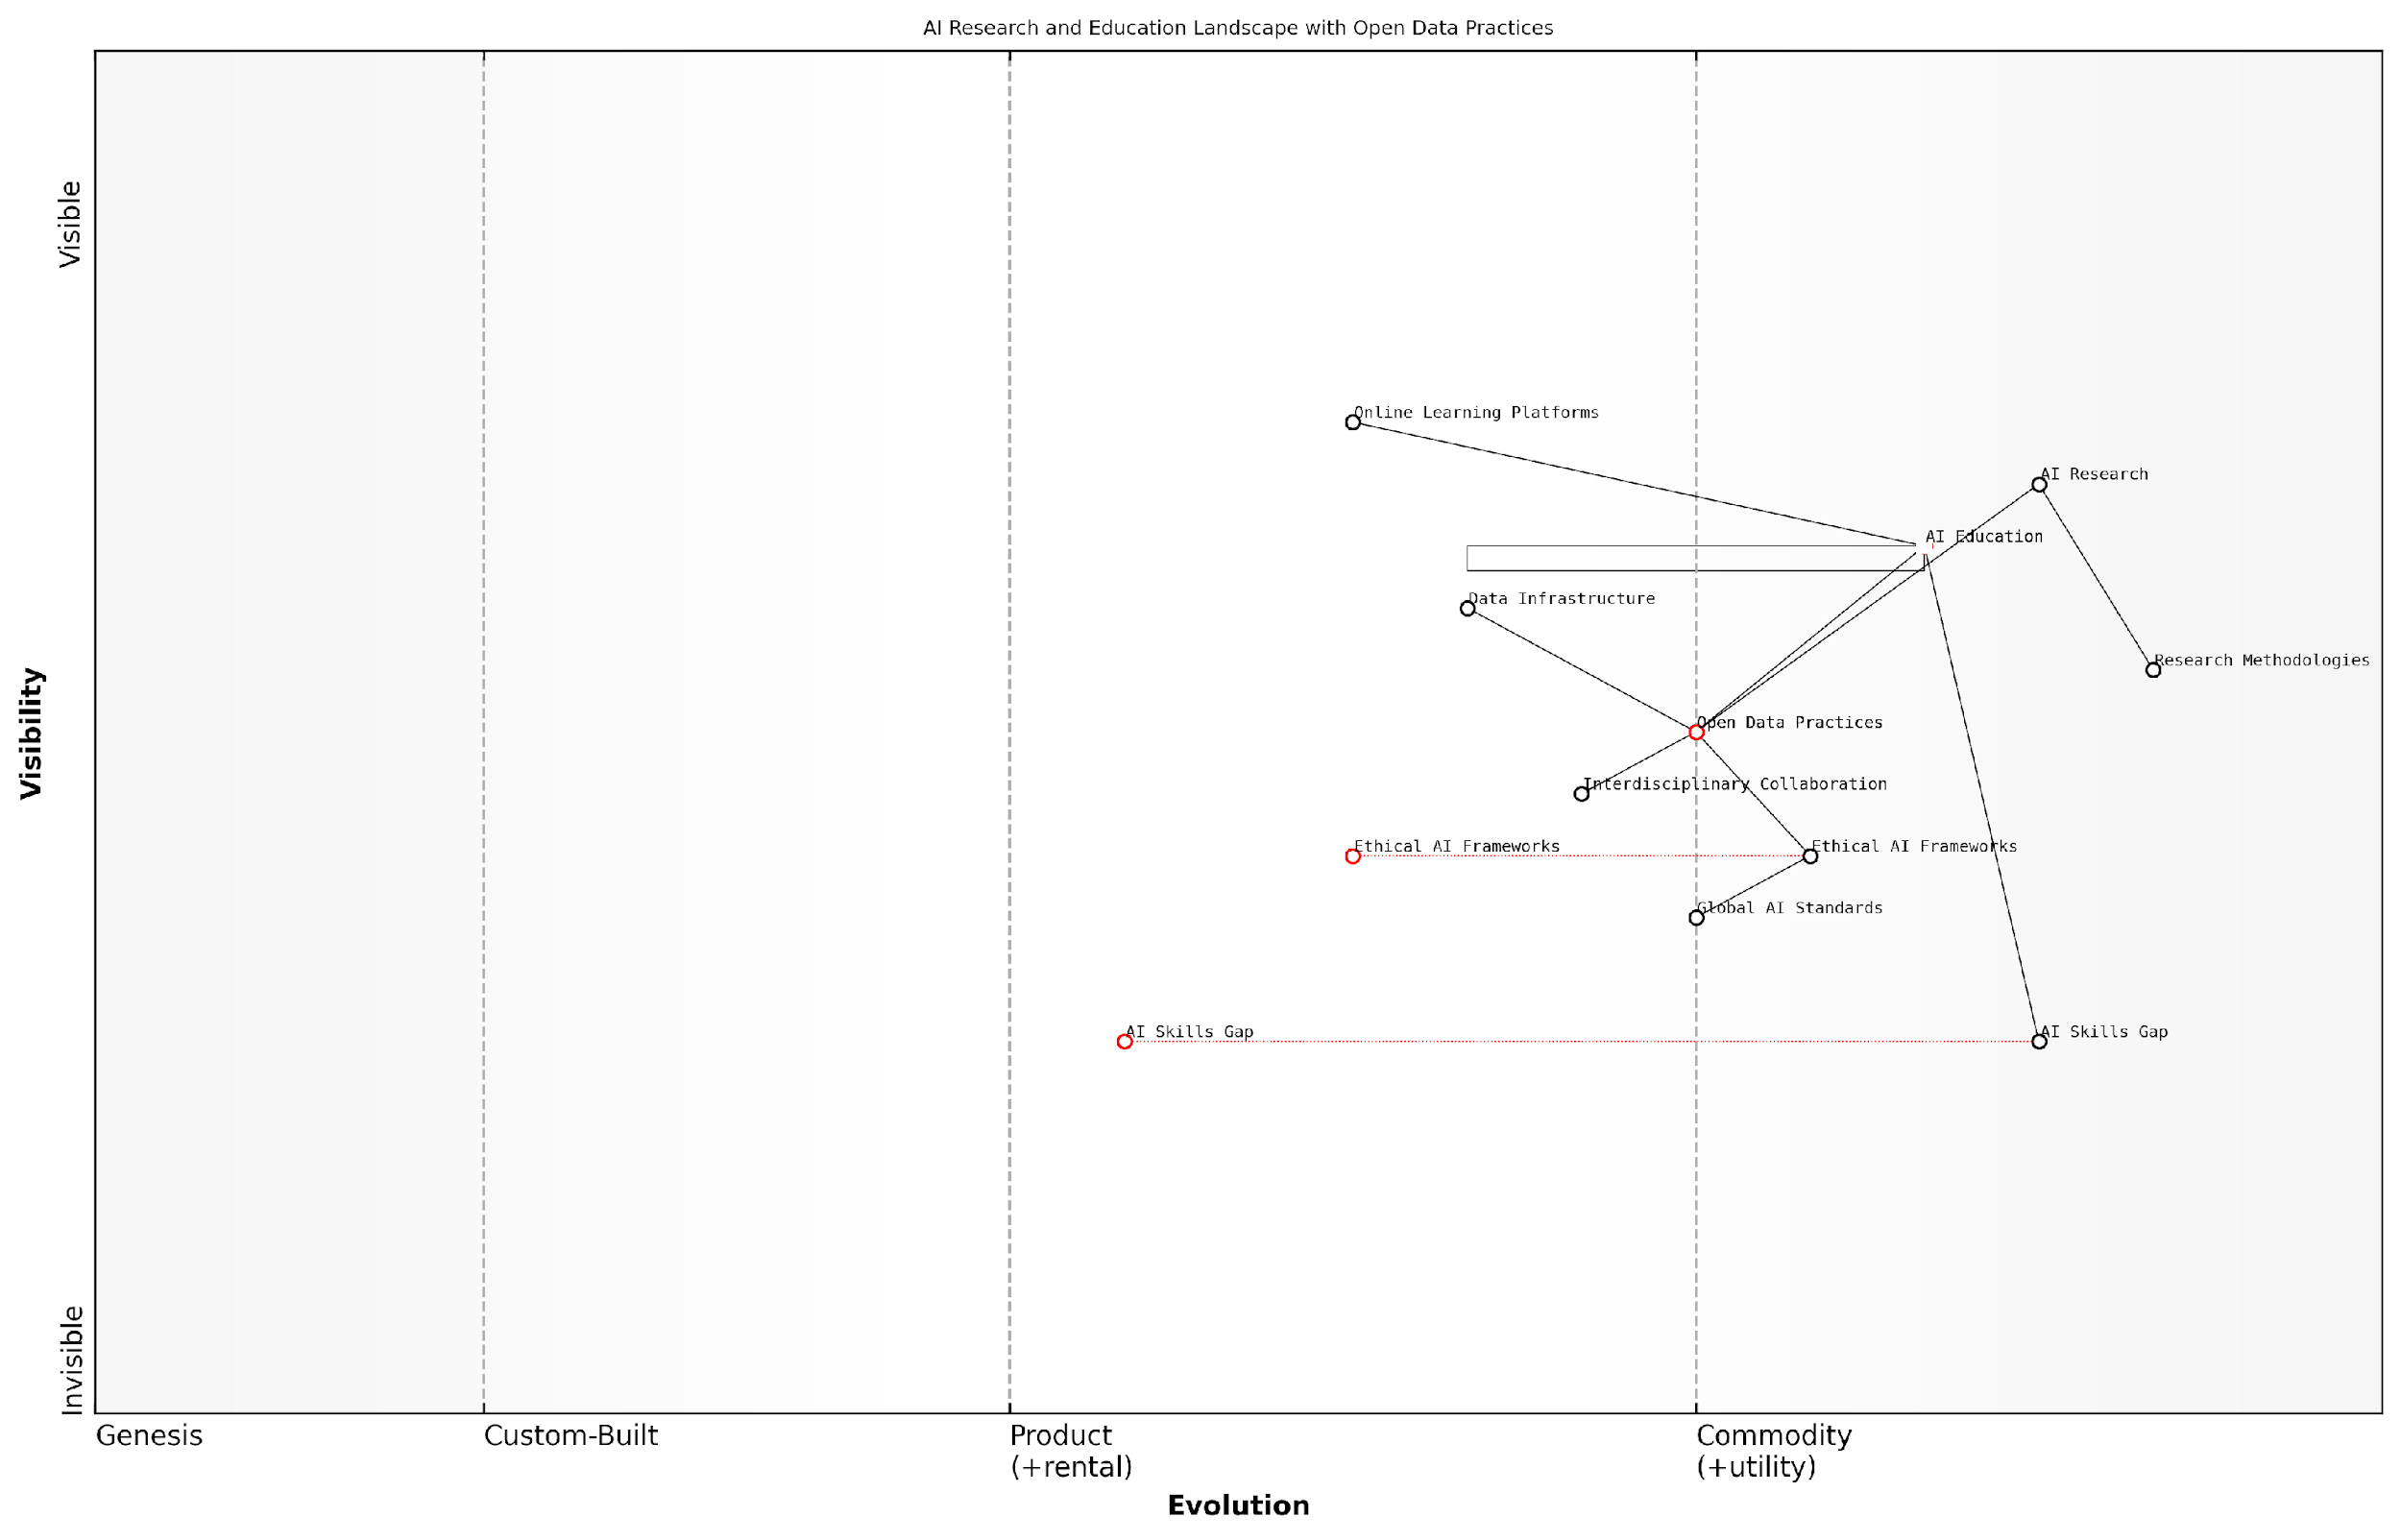 AI Research and Education Landscape with Open Data Practices
Visible
Online Learning Platforms
AI Research
AI Education
Data Infrastructure
Research Methodologies
Open Data Practices
Interdisciplinary Collaboration
Ethical AI Frameworks
Ethical AI Frameworks
Global AI Standards
AI Skills Gap
AI Skills Gap
Visibility
Invisible
Genesis
Custom-Built
Product
(+rental)
Commodity
(+utility)
Evolution